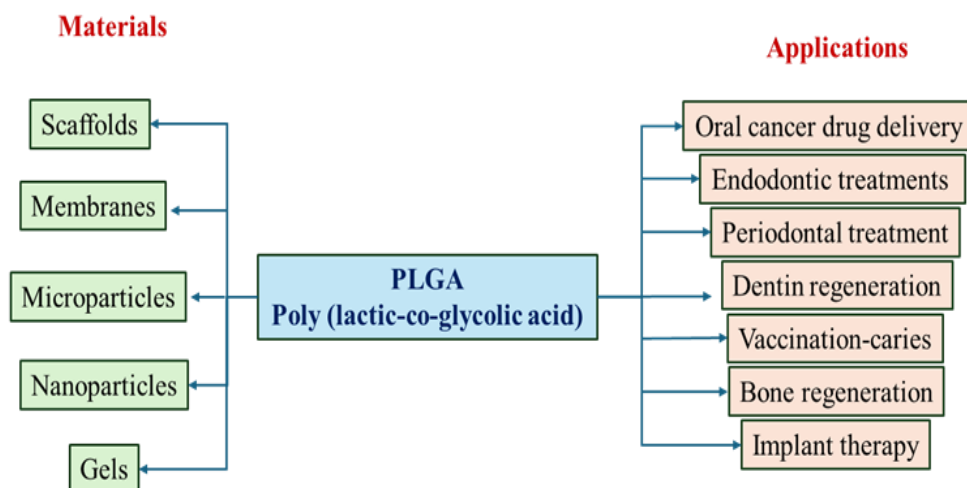 Materials
Scaffolds
Membranes
Microparticles
Nanoparticles
Gels
PLGA
Poly (lactic-co-glycolic acid)
Applications
Oral cancer drug delivery
Endodontic treatments
Periodontal treatment
Dentin regeneration
Vaccination-caries
Bone regeneration
Implant therapy